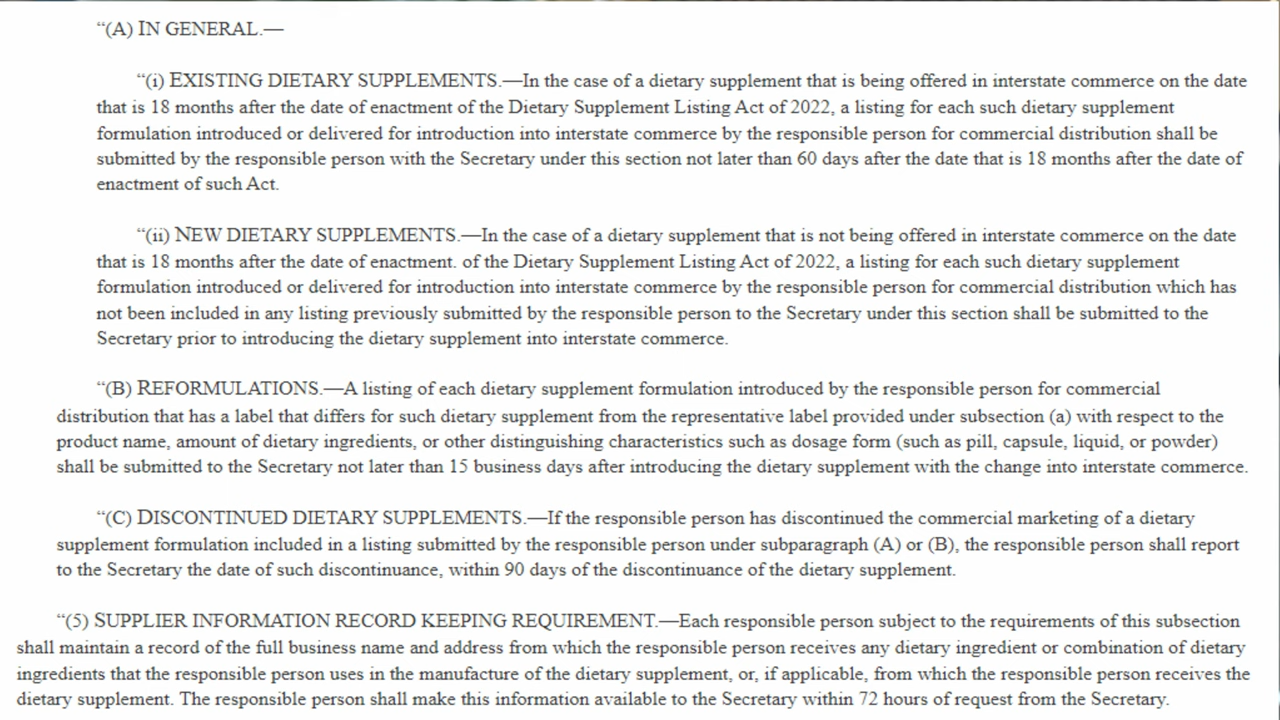 “(A) IN GENERAL.—
“(i) EXISTING DIETARY SUPPLEMENTS.—In the case of a dietary supplement that is being offered in interstate commerce on the date
that is 18 months after the date of enactment of the Dietary Supplement Listing Act of 2022, a listing for each such dietary supplement
formulation introduced or delivered for introduction into interstate commerce by the responsible person for commercial distribution shall be
submitted by the responsible person with the Secretary under this section not later than 60 days after the date that is 18 months after the date of
enactment of such Act.
“(ii) NEW DIETARY SUPPLEMENTS.—In the case of a dietary supplement that is not being offered in interstate commerce on the date
that is 18 months after the date of enactment. of the Dietary Supplement Listing Act of 2022, a listing for each such dietary supplement
formulation introduced or delivered for introduction into interstate commerce by the responsible person for commercial distribution which has
not been included in any listing previously submitted by the responsible person to the Secretary under this section shall be submitted to the
Secretary prior to introducing the dietary supplement into interstate commerce.
“(B) REFORMULATIONS.—A listing of each dietary supplement formulation introduced by the responsible person for commercial
distribution that has a label that differs for such dietary supplement from the representative label provided under subsection (a) with respect to the
product name, amount of dietary ingredients, or other distinguishing characteristics such as dosage form (such as pill, capsule, liquid, or powder)
shall be submitted to the Secretary not later than 15 business days after introducing the dietary supplement with the change into interstate commerce.
“(C) DISCONTINUED DIETARY SUPPLEMENTS.—If the responsible person has discontinued the commercial marketing of a dietary
supplement formulation included in a listing submitted by the responsible person under subparagraph (A) or (B), the responsible person shall report
to the Secretary the date of such discontinuance, within 90 days of the discontinuance of the dietary supplement.
“(5) SUPPLIER INFORMATION RECORD KEEPING REQUIREMENT.—Each responsible person subject to the requirements of this subsection
shall maintain a record of the full business name and address from which the responsible person receives any dietary ingredient or combination of dietary
ingredients that the responsible person uses in the manufacture of the dietary supplement, or, if applicable, from which the responsible person receives the
dietary supplement. The responsible person shall make this information available to the Secretary within 72 hours of request from the Secretary.